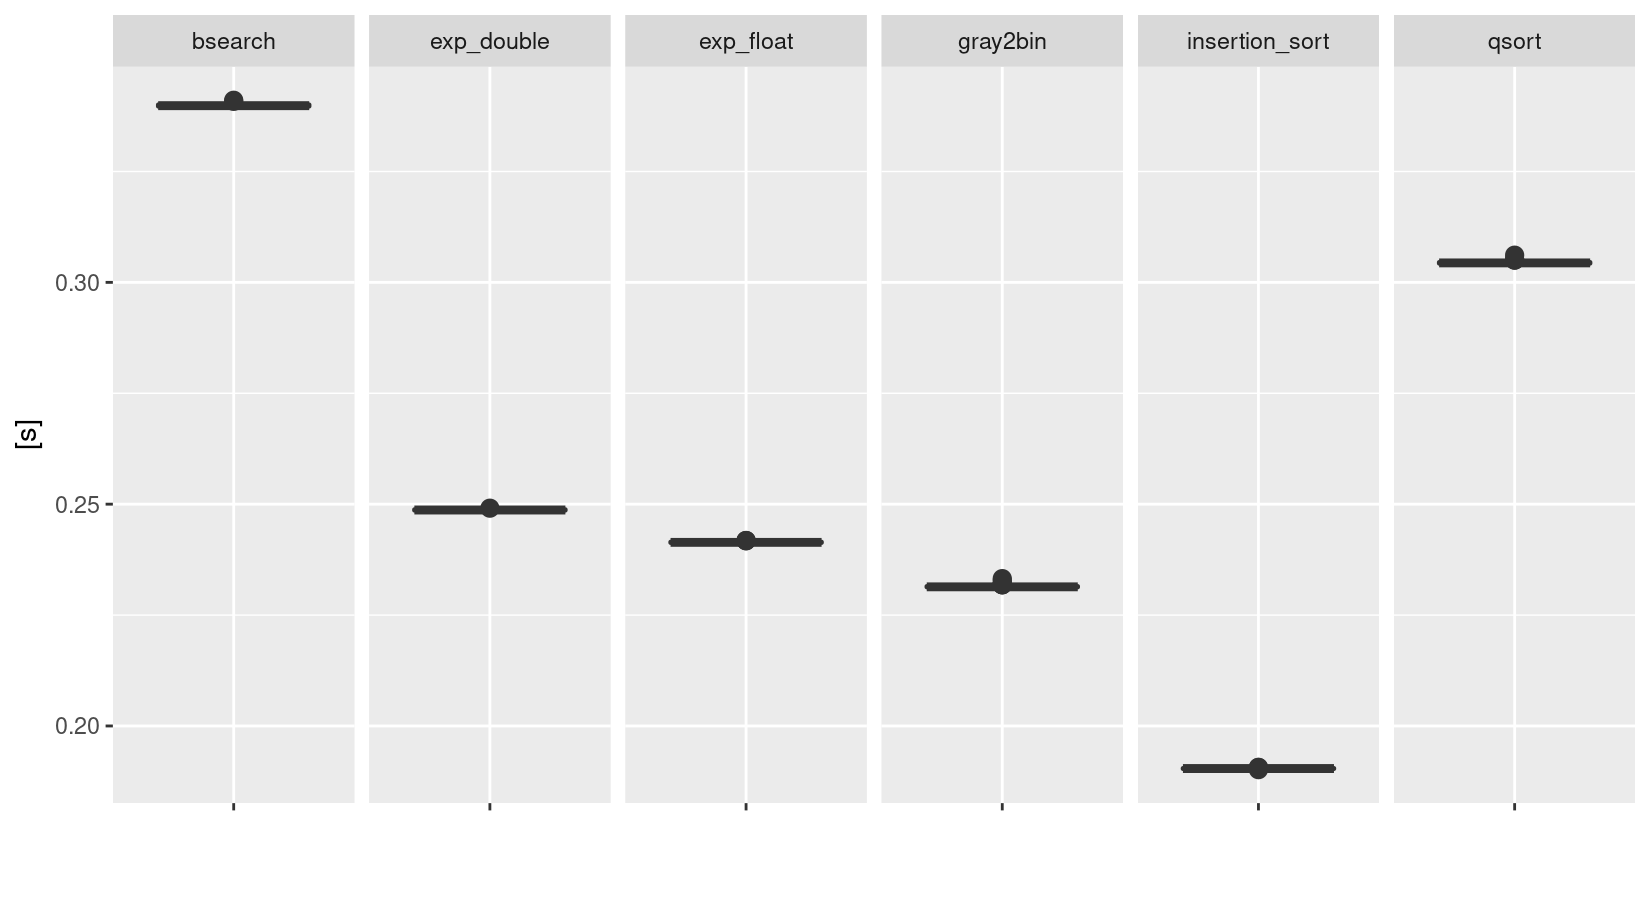 bsearch
exp_double
exp_float
gray2bin
insertion_sort
qsort
[s]
0.30
0.25
0.20